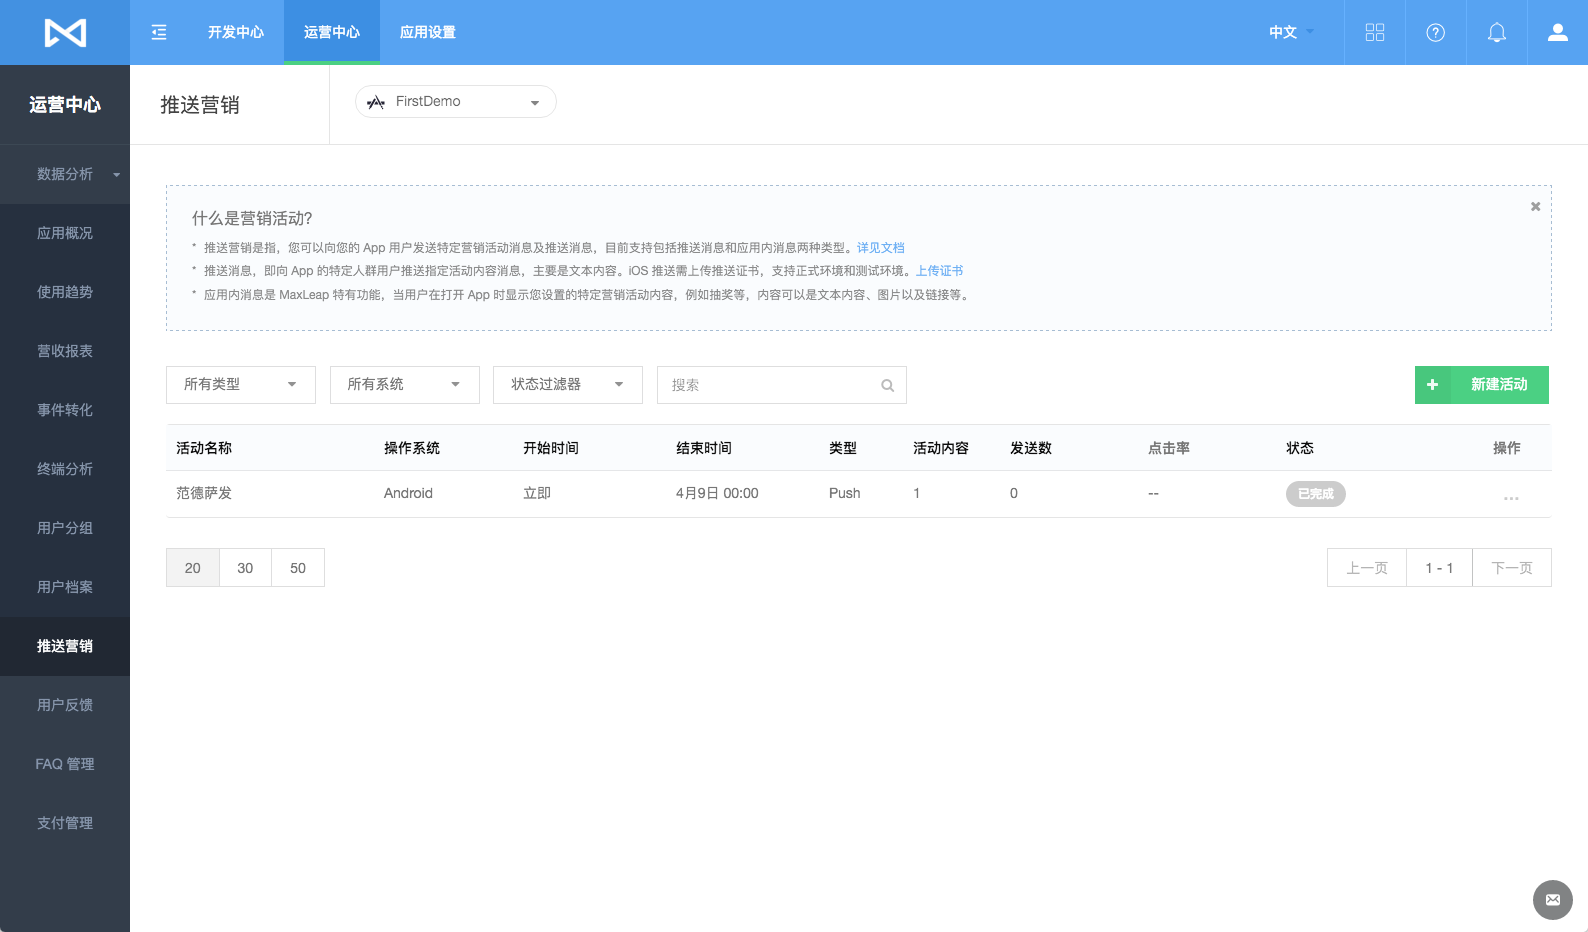 开发中心 运营中心 应用设置 中文
运营中心
推送营销
FirstDemo
数据分析
应用概况
使用趋势
营收报表
事件转化
终端分析
用户分组
用户档案
推送营销
用户反馈
FAQ 管理
支付管理
什么是营销活动?
* 推送营销是指，您可以向您的 App 用户发送特定营销活动消息及推送消息，目前支持包括推送消息和应用内消息两种类型。详见文档
* 推送消息，即向 App 的特定人群用户推送指定活动内容消息，主要是文本内容。iOS 推送需上传推送证书，支持正式环境和测试环境。上传证书
* 应用内消息是 MaxLeap 特有功能，当用户在打开 App 时显示您设置的特定营销活动内容，例如抽奖等，内容可以是文本内容、图片以及链接等。
所有类型 所有系统 状态过滤器 搜索 + 新建活动
活动名称 操作系统 开始时间 结束时间 类型 活动内容 发送数 点击率 状态 操作
范德萨发 Android 立即 4月9日 00:00 Push 1 0 -- 已完成 ...
20 30 50 上一页 1 - 1 下一页